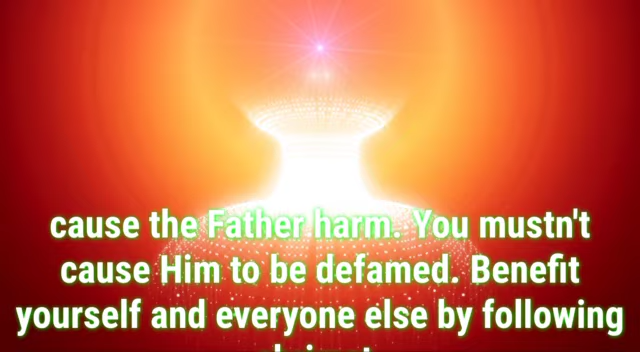 cause the Father harm. You mustn't
cause Him to be defamed. Benefit
yourself and everyone else by following